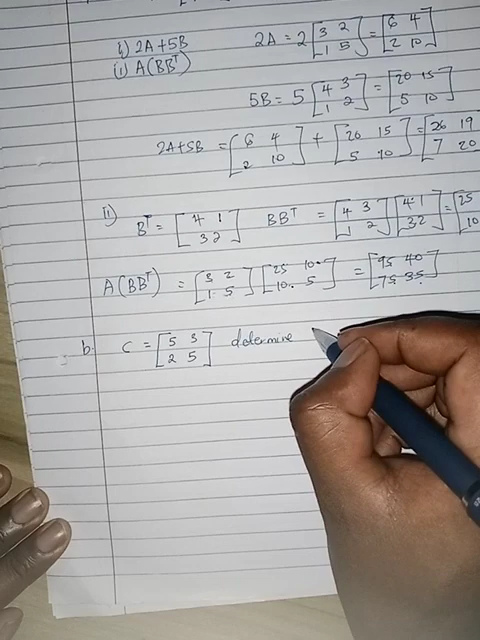 i) 2A+5B 2A = 2 [3 2 = [6 4
(ii) A(BBᵀ) 1 5] 2 10]
5B = 5 [4 3 = [20 15
1 2] 5 10]
2A+5B = [6 4 + [20 15 = [26 19
2 10] 5 10] 7 20
ii) Bᵀ = [4 1 BBᵀ = [4 3 [4 1 = [25
3 2] 1 2] 3 2] 10
A(BBᵀ) = [3 2 [25 10 = [95 40
1 5] 10 5] 75 35]
b. C = [5 3 determine
2 5]